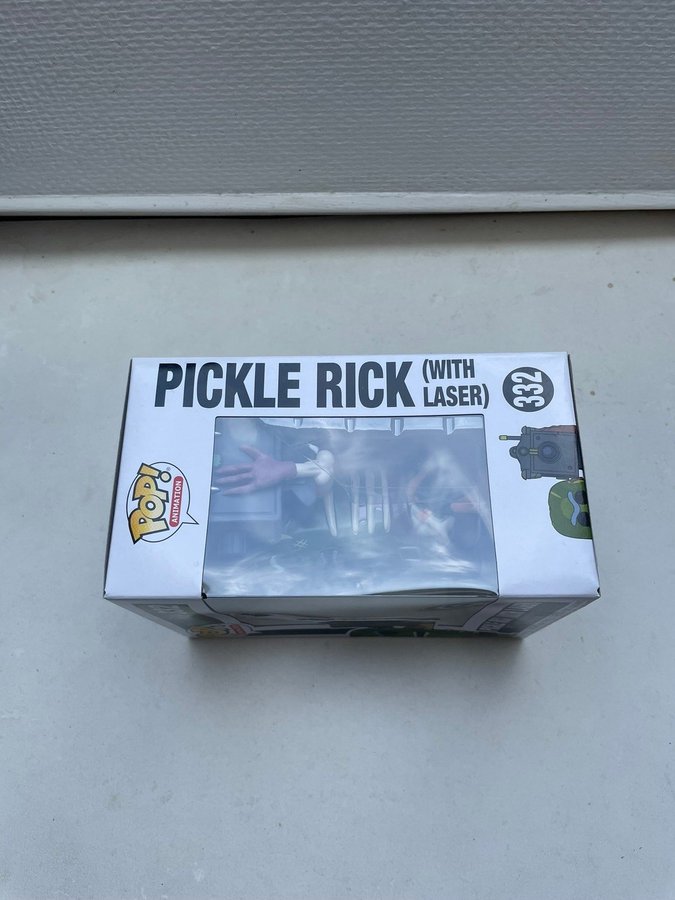 PICKLE RICK (WITH
LASER)
332
POP!
ANIMATION